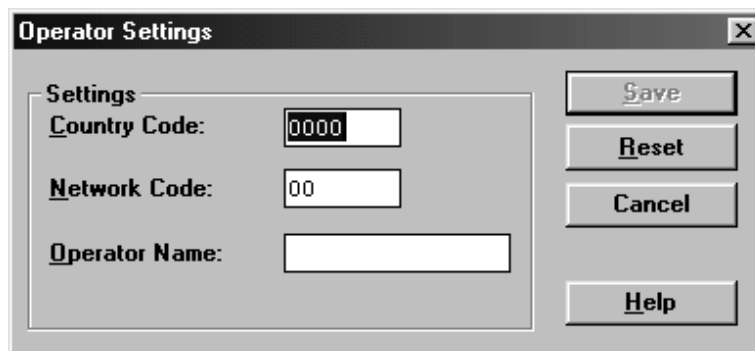 Operator Settings
Settings
Country Code: 0000
Network Code: 00
Operator Name:
Save
Reset
Cancel
Help